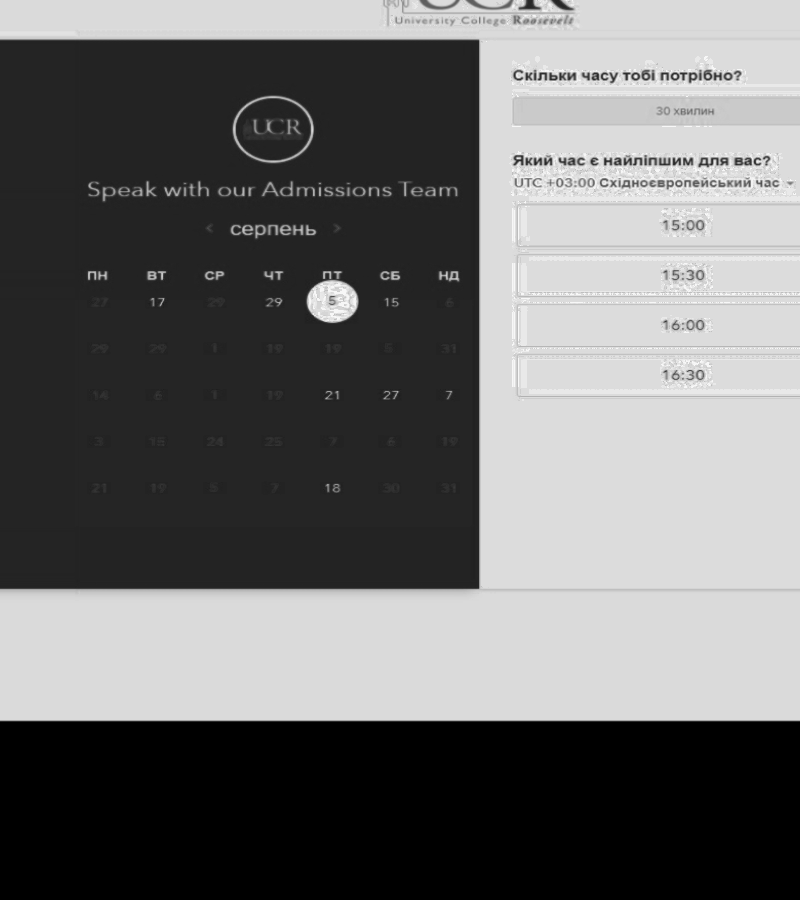 UCR
University College Roosevelt
UCR
Speak with our Admissions Team
< серпень >
ПН ВТ СР ЧТ ПТ СБ НД
27 17 29 29 5 15 6
29 29 1 19 19 5 31
14 6 1 19 21 27 7
3 15 24 25 7 6 19
21 19 5 7 18 30 31
Скільки часу тобі потрібно?
30 хвилин
Який час є найліпшим для вас?
UTC +03:00 Східноєвропейський час
15:00
15:30
16:00
16:30